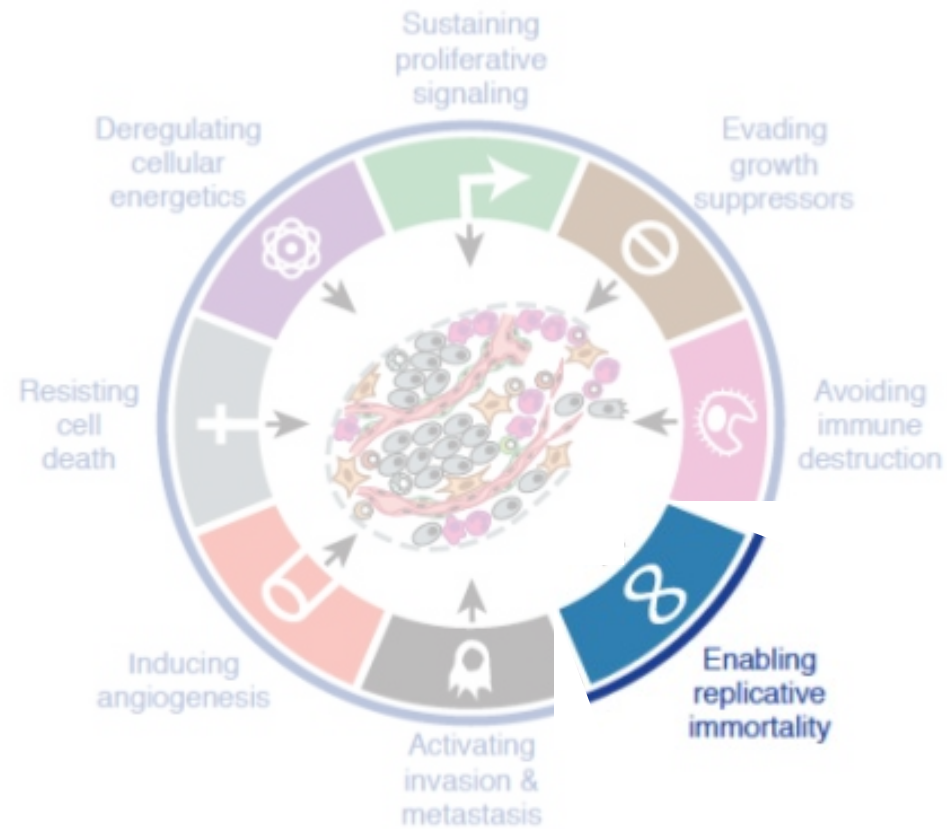 Sustaining
proliferative
signaling
Deregulating
cellular
energetics
Evading
growth
suppressors
Resisting
cell
death
Avoiding
immune
destruction
Inducing
angiogenesis
Enabling
replicative
immortality
Activating
invasion &
metastasis